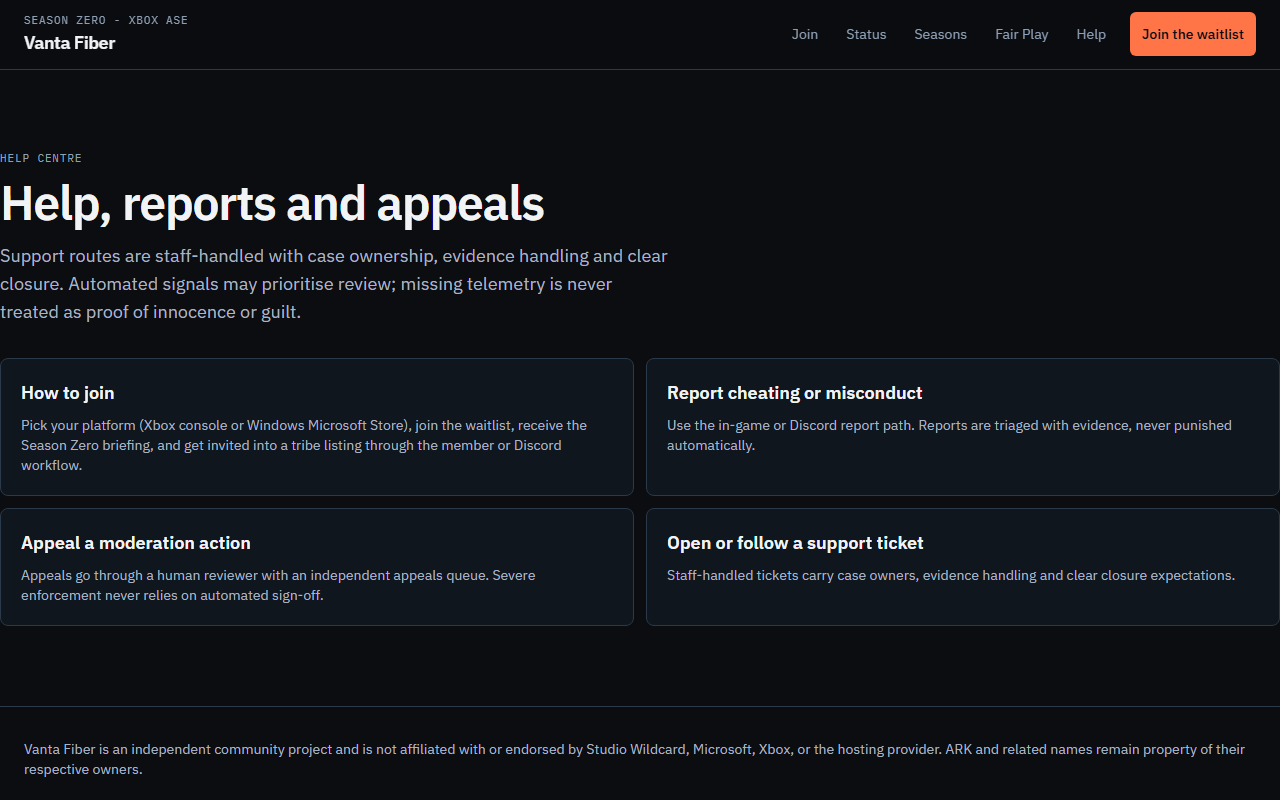 SEASON ZERO - XBOX ASE
Vanta Fiber
Join
Status
Seasons
Fair Play
Help
Join the waitlist
HELP CENTRE
Help, reports and appeals
Support routes are staff-handled with case ownership, evidence handling and clear
closure. Automated signals may prioritise review; missing telemetry is never
treated as proof of innocence or guilt.
How to join
Pick your platform (Xbox console or Windows Microsoft Store), join the waitlist, receive the
Season Zero briefing, and get invited into a tribe listing through the member or Discord
workflow.
Report cheating or misconduct
Use the in-game or Discord report path. Reports are triaged with evidence, never punished
automatically.
Appeal a moderation action
Appeals go through a human reviewer with an independent appeals queue. Severe
enforcement never relies on automated sign-off.
Open or follow a support ticket
Staff-handled tickets carry case owners, evidence handling and clear closure expectations.
Vanta Fiber is an independent community project and is not affiliated with or endorsed by Studio Wildcard, Microsoft, Xbox, or the hosting provider. ARK and related names remain property of their
respective owners.